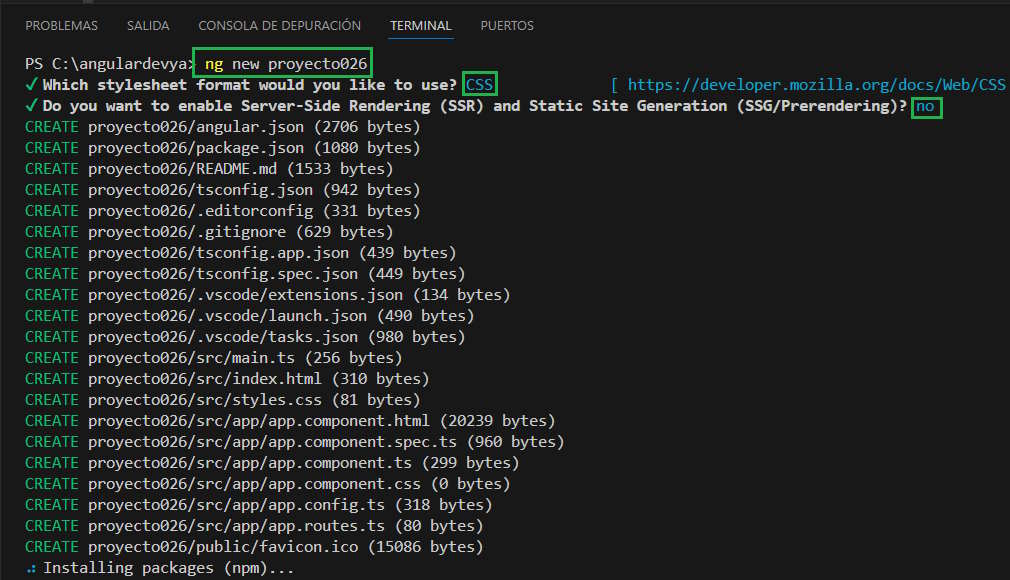 PROBLEMAS SALIDA CONSOLA DE DEPURACIÓN TERMINAL PUERTOS
PS C:\angulardevya> ng new proyecto026
✓ Which stylesheet format would you like to use? CSS [ https://developer.mozilla.org/docs/Web/CSS
✓ Do you want to enable Server-Side Rendering (SSR) and Static Site Generation (SSG/Prerendering)? no
CREATE proyecto026/angular.json (2706 bytes)
CREATE proyecto026/package.json (1080 bytes)
CREATE proyecto026/README.md (1533 bytes)
CREATE proyecto026/tsconfig.json (942 bytes)
CREATE proyecto026/.editorconfig (331 bytes)
CREATE proyecto026/.gitignore (629 bytes)
CREATE proyecto026/tsconfig.app.json (439 bytes)
CREATE proyecto026/tsconfig.spec.json (449 bytes)
CREATE proyecto026/.vscode/extensions.json (134 bytes)
CREATE proyecto026/.vscode/launch.json (490 bytes)
CREATE proyecto026/.vscode/tasks.json (980 bytes)
CREATE proyecto026/src/main.ts (256 bytes)
CREATE proyecto026/src/index.html (310 bytes)
CREATE proyecto026/src/styles.css (81 bytes)
CREATE proyecto026/src/app/app.component.html (20239 bytes)
CREATE proyecto026/src/app/app.component.spec.ts (960 bytes)
CREATE proyecto026/src/app/app.component.ts (299 bytes)
CREATE proyecto026/src/app/app.component.css (0 bytes)
CREATE proyecto026/src/app/app.config.ts (318 bytes)
CREATE proyecto026/src/app/app.routes.ts (80 bytes)
CREATE proyecto026/public/favicon.ico (15086 bytes)
Installing packages (npm)...